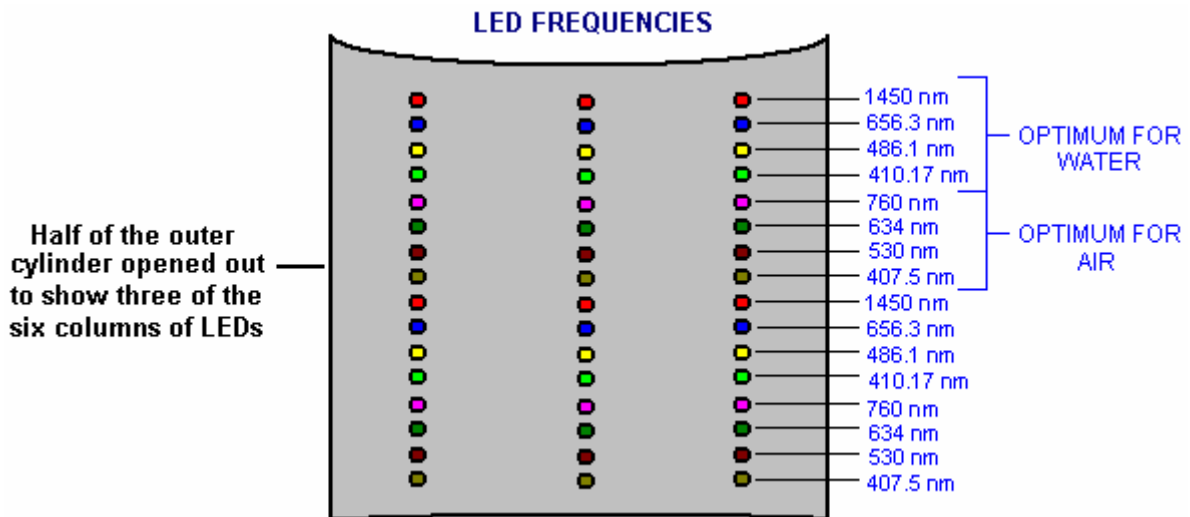 LED FREQUENCIES
1450 nm
656.3 nm
486.1 nm
410.17 nm
OPTIMUM FOR
WATER
760 nm
634 nm
530 nm
407.5 nm
OPTIMUM FOR
AIR
Half of the outer
cylinder opened out
to show three of the
six columns of LEDs
1450 nm
656.3 nm
486.1 nm
410.17 nm
760 nm
634 nm
530 nm
407.5 nm